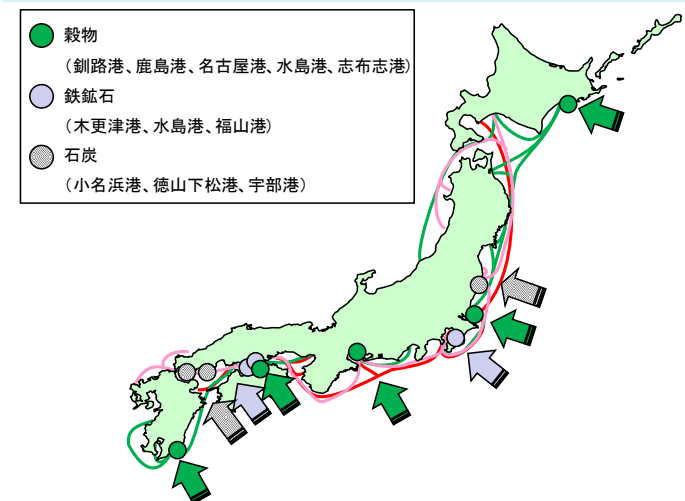 穀物
（釧路港、鹿島港、名古屋港、水島港、志布志港）
鉄鉱石
（木更津港、水島港、福山港）
石炭
（小名浜港、徳山下松港、宇部港）